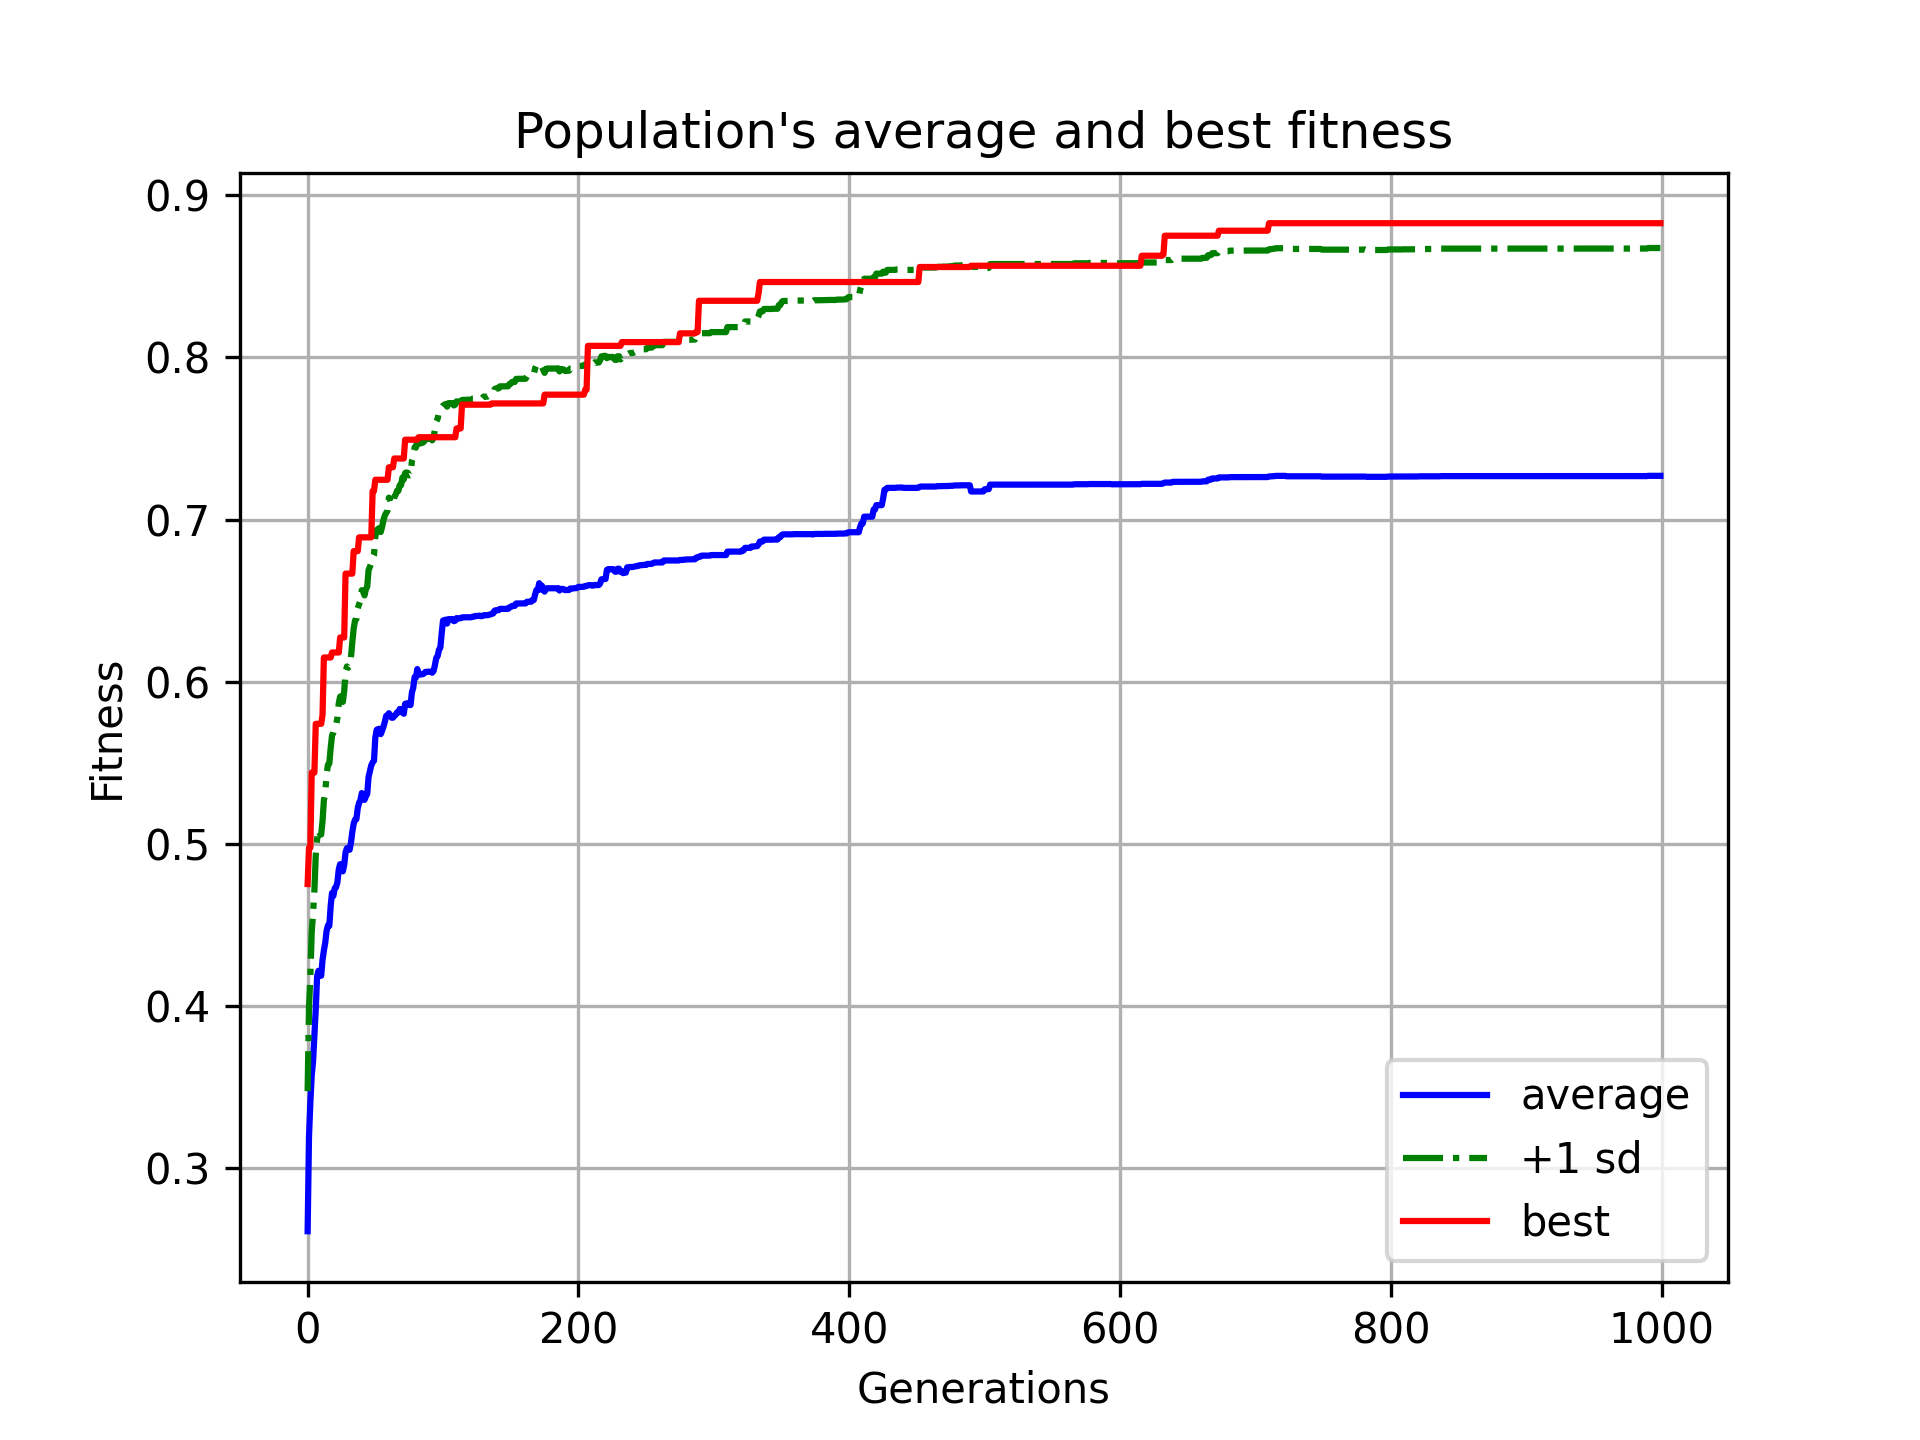 Population's average and best fitness
0.9
0.8
0.7
0.6
0.5
0.4
0.3
Fitness
average
+1 sd
best
0 200 400 600 800 1000
Generations